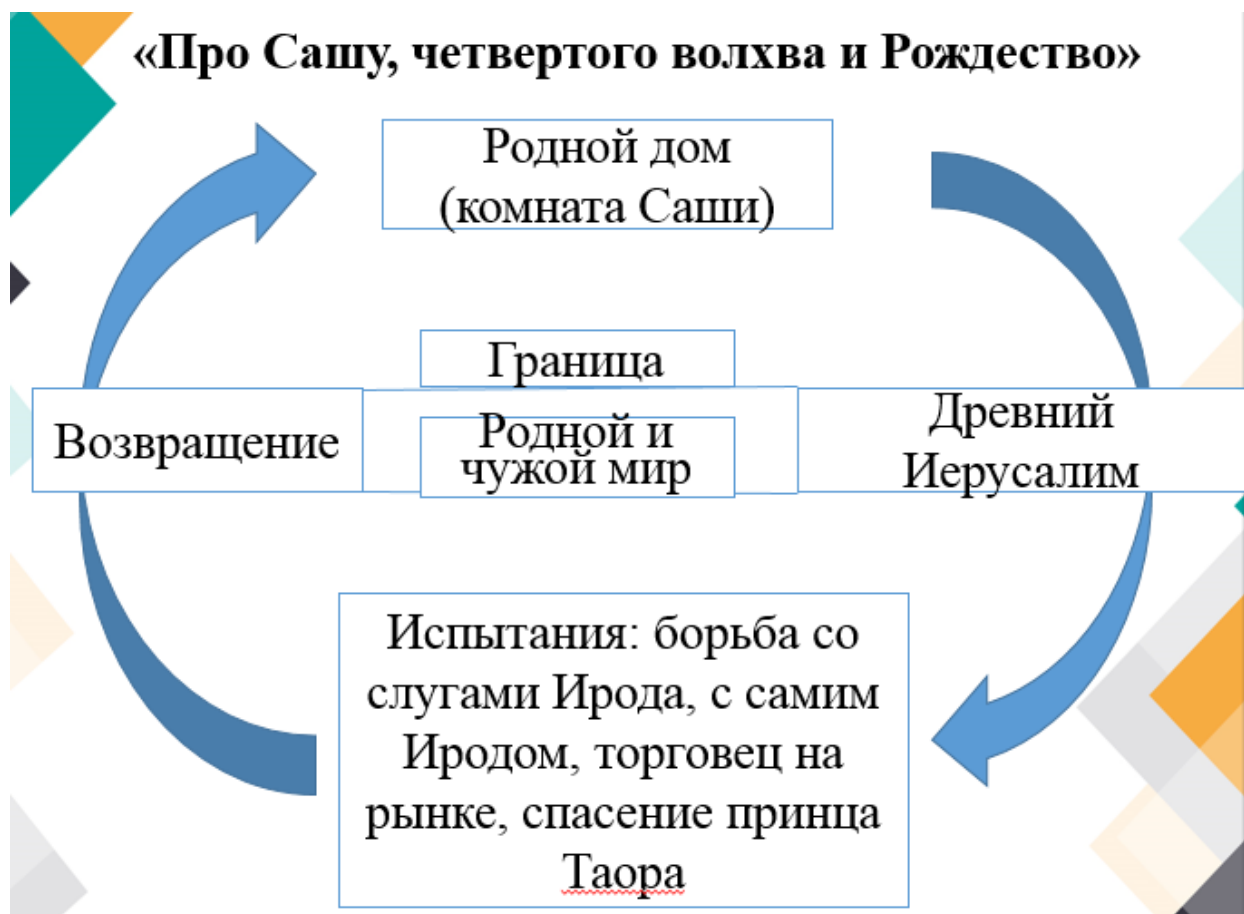 «Про Сашу, четвертого волхва и Рождество»
Родной дом
(комната Саши)
Граница
Родной и
чужой мир
Возвращение
Древний
Иерусалим
Испытания: борьба со
слугами Ирода, с самим
Иродом, торговец на
рынке, спасение принца
Таора